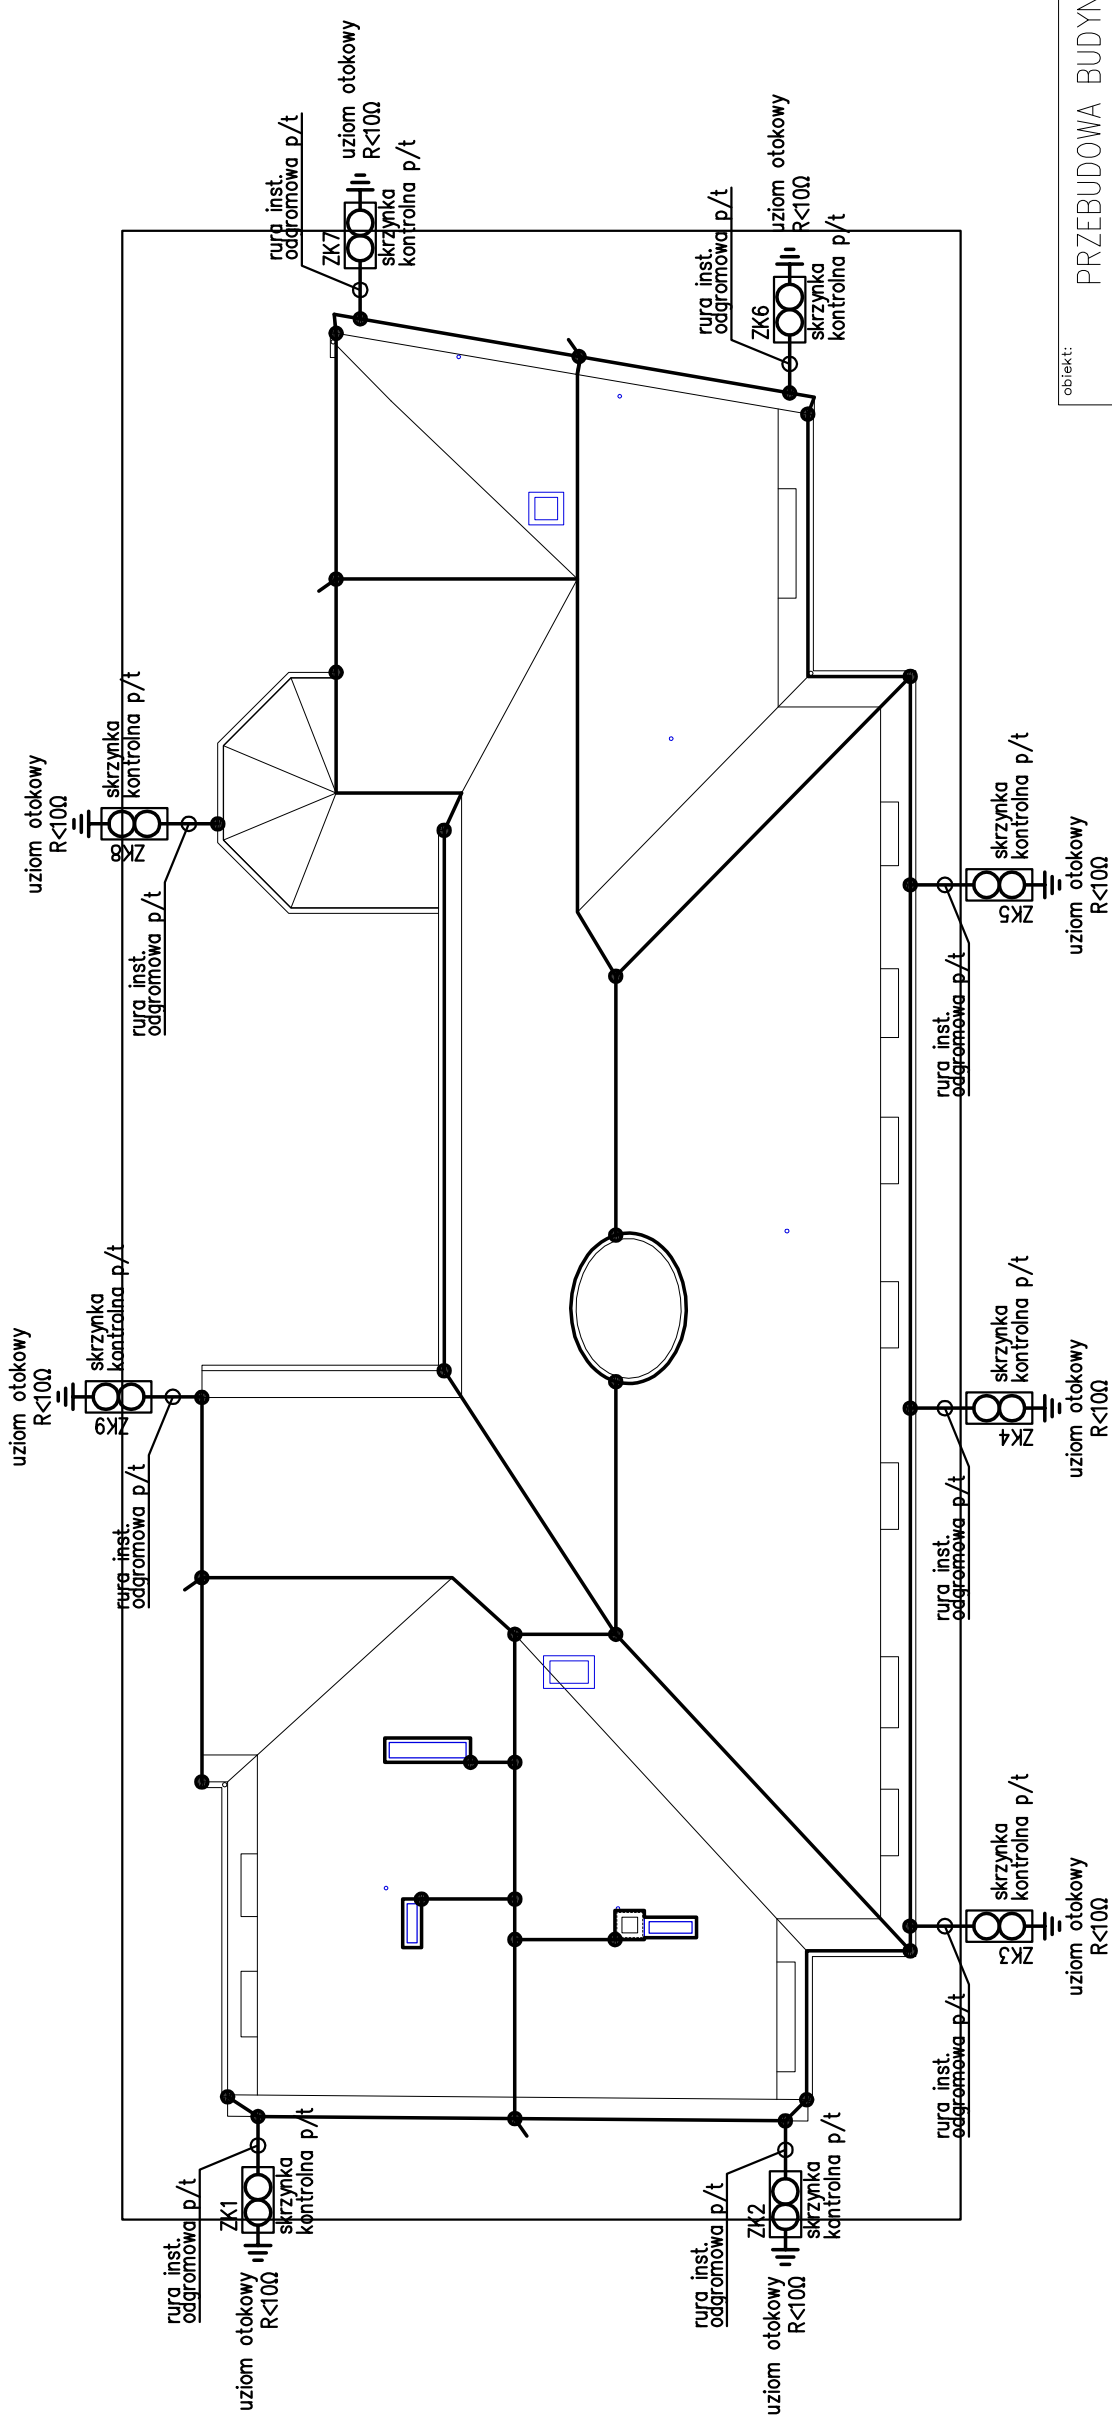 uziom otokowy
R<10Ω
rura inst.
odgromowa p/t
ZK7
skrzynka
kontrolna p/t
uziom otokowy
R<10Ω
rura inst.
odgromowa p/t
ZK6
skrzynka
kontrolna p/t
obiekt:
PRZEBUDOWA BUDYN
uziom otokowy
R<10Ω
skrzynka
kontrolna p/t
ZK8
rura inst.
odgromowa p/t
skrzynka
kontrolna p/t
ZK5
uziom otokowy
R<10Ω
rura inst.
odgromowa p/t
uziom otokowy
R<10Ω
skrzynka
kontrolna p/t
ZK9
rura inst.
odgromowa p/t
skrzynka
kontrolna p/t
ZK4
uziom otokowy
R<10Ω
rura inst.
odgromowa p/t
skrzynka
kontrolna p/t
ZK3
uziom otokowy
R<10Ω
rura inst.
odgromowa p/t
rura inst.
odgromowa p/t
ZK1
skrzynka
kontrolna p/t
uziom otokowy
R<10Ω
rura inst.
odgromowa p/t
ZK2
skrzynka
kontrolna p/t
uziom otokowy
R<10Ω